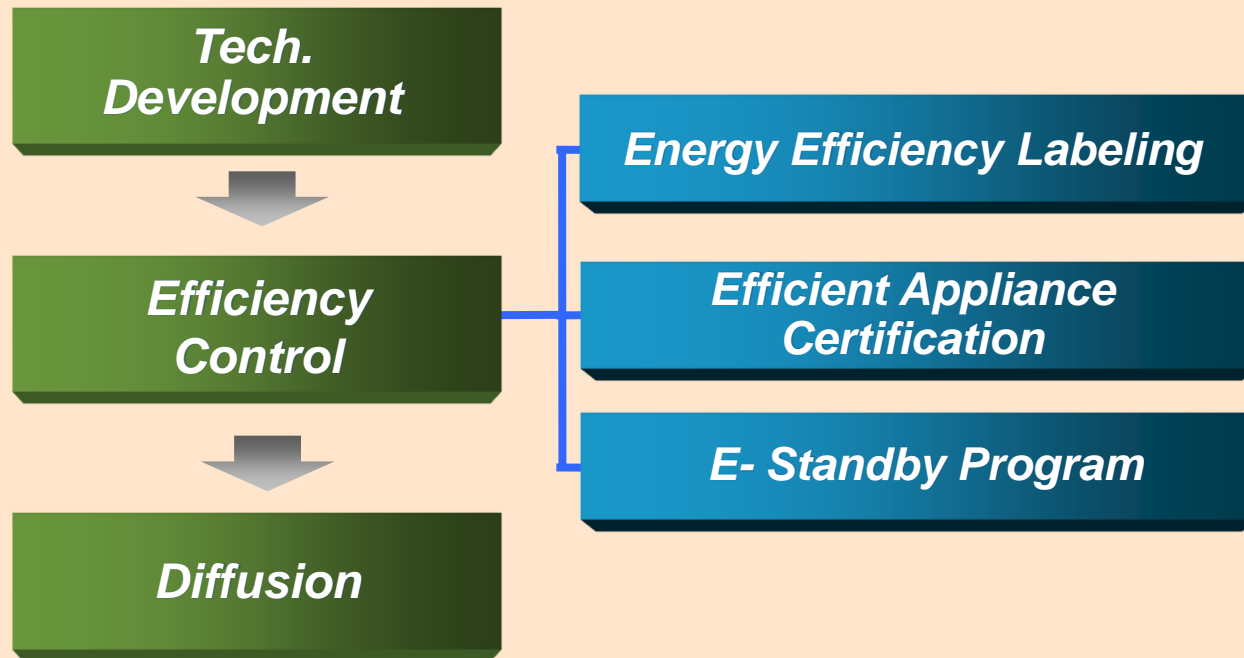 Tech.
Development
Energy Efficiency Labeling
Efficiency
Control
Efficient Appliance
Certification
E- Standby Program
Diffusion